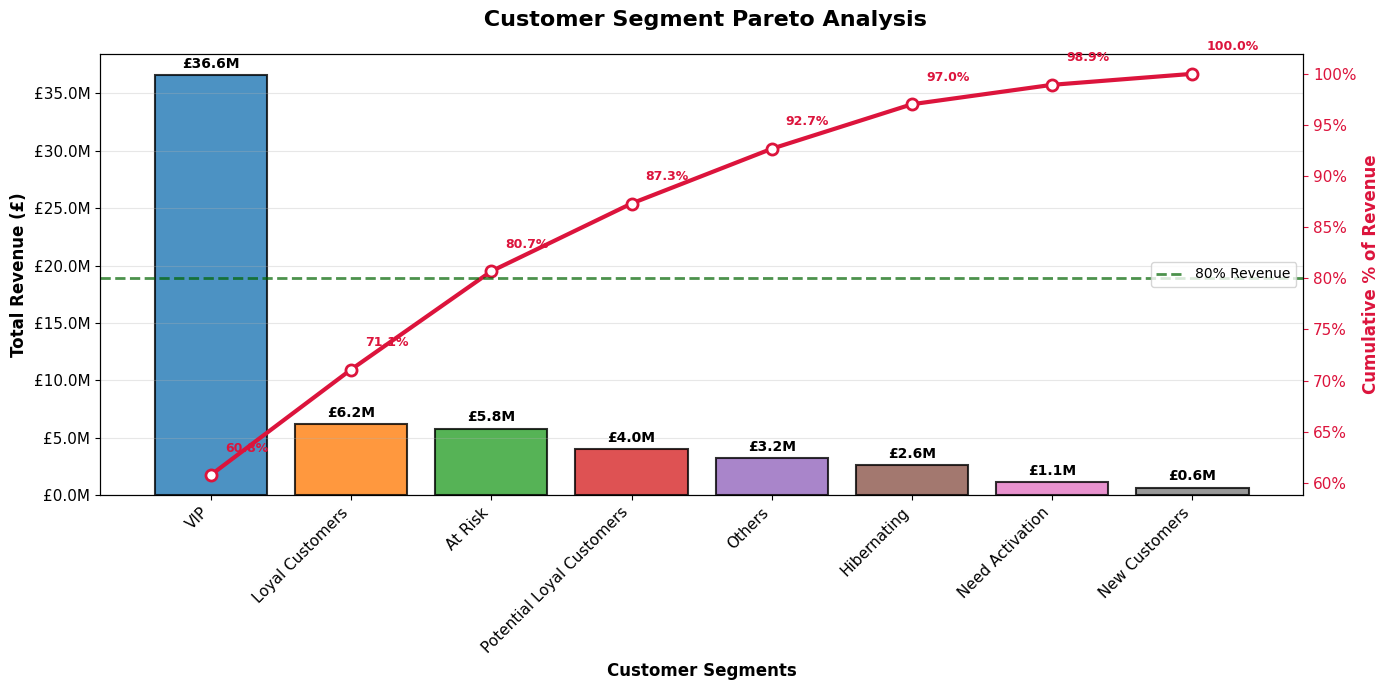 Customer Segment Pareto Analysis
Total Revenue (£)
£35.0M
£30.0M
£25.0M
£20.0M
£15.0M
£10.0M
£5.0M
£0.0M
£36.6M
£6.2M
£5.8M
£4.0M
£3.2M
£2.6M
£1.1M
£0.6M
60.8%
71.1%
80.7%
87.3%
92.7%
97.0%
98.9%
100.0%
80% Revenue
100%
95%
90%
85%
80%
75%
70%
65%
60%
Cumulative % of Revenue
VIP
Loyal Customers
At Risk
Potential Loyal Customers
Others
Hibernating
Need Activation
New Customers
Customer Segments